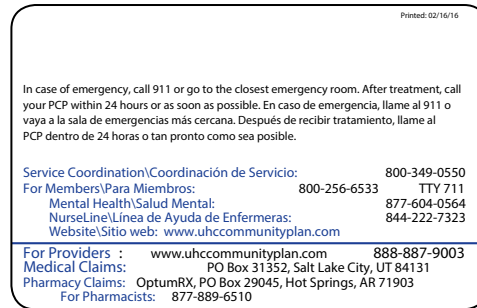 Printed: 02/16/16
In case of emergency, call 911 or go to the closest emergency room. After treatment, call
your PCP within 24 hours or as soon as possible. En caso de emergencia, llame al 911 o
vaya a la sala de emergencias más cercana. Después de recibir tratamiento, llame al
PCP dentro de 24 horas o tan pronto como sea posible.
Service Coordination\Coordinación de Servicio: 800-349-0550
For Members\Para Miembros: 800-256-6533 TTY 711
Mental Health\Salud Mental: 877-604-0564
NurseLine\Línea de Ayuda de Enfermeras: 844-222-7323
Website\Sitio web: www.uhccommunityplan.com
For Providers : www.uhccommunityplan.com 888-887-9003
Medical Claims: PO Box 31352, Salt Lake City, UT 84131
Pharmacy Claims: OptumRX, PO Box 29045, Hot Springs, AR 71903
For Pharmacists: 877-889-6510